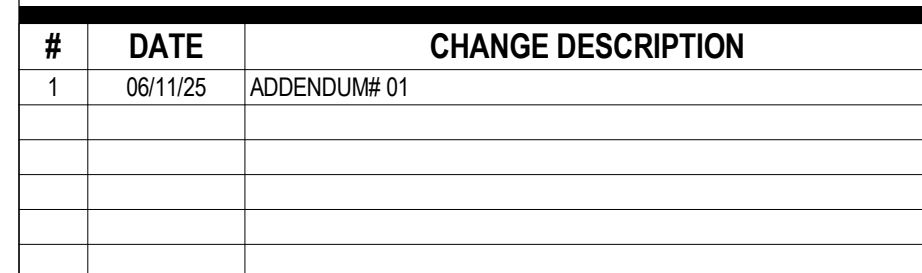 # DATE CHANGE DESCRIPTION
1 06/11/25 ADDENDUM# 01